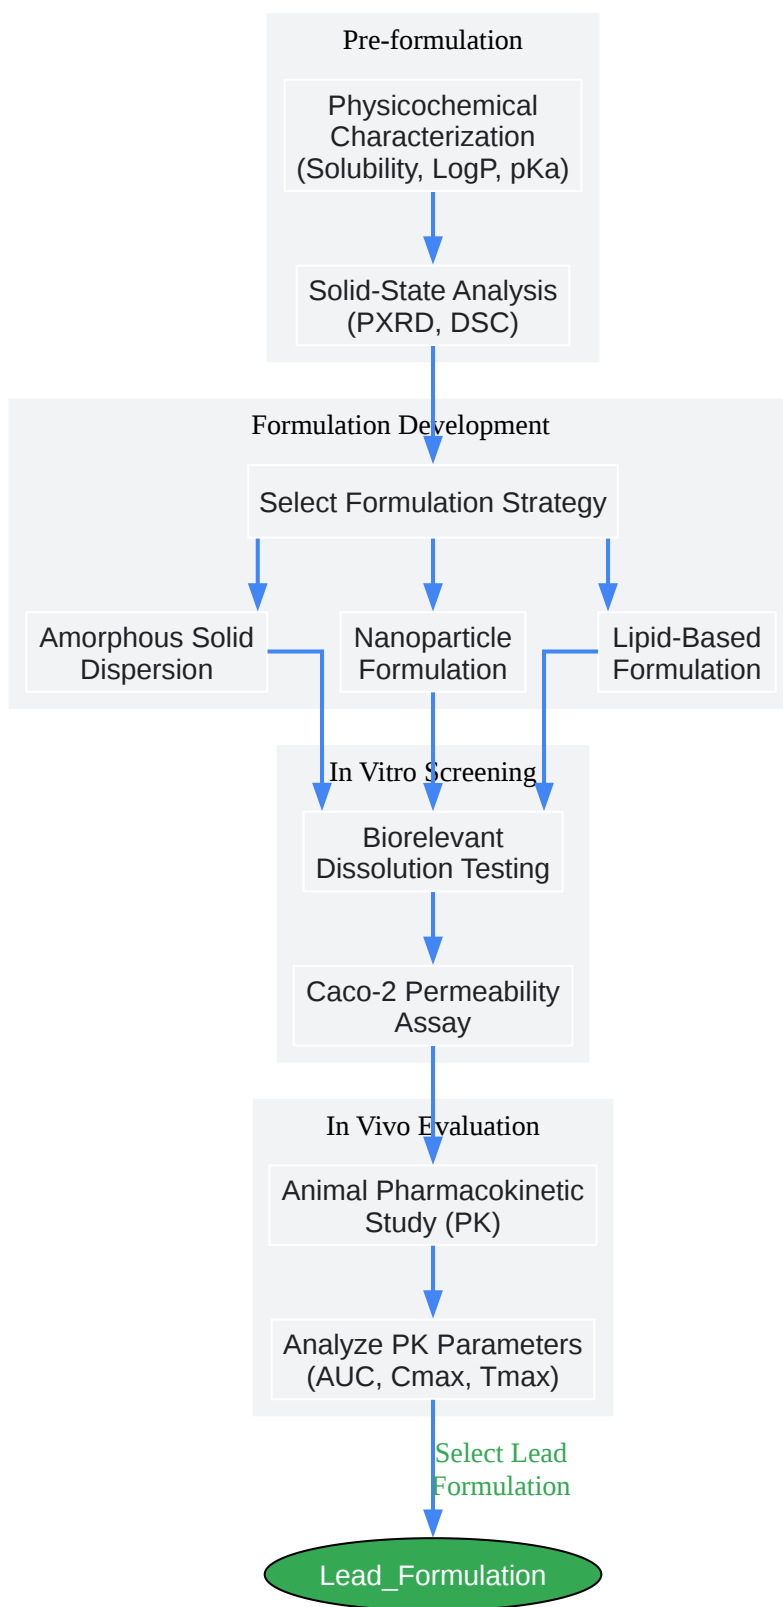 Pre-formulation
Physicochemical
Characterization
(Solubility, LogP, pKa)
Solid-State Analysis
(PXRD, DSC)
Formulation Development
Select Formulation Strategy
Amorphous Solid
Dispersion
Nanoparticle
Formulation
Lipid-Based
Formulation
In Vitro Screening
Biorelevant
Dissolution Testing
Caco-2 Permeability
Assay
In Vivo Evaluation
Animal Pharmacokinetic
Study (PK)
Analyze PK Parameters
(AUC, Cmax, Tmax)
Select Lead
Formulation
Lead_Formulation